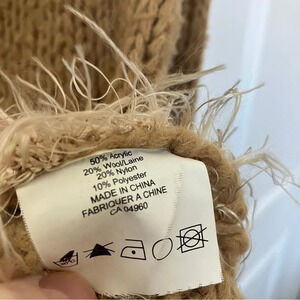 50% Acrylic
20% Wool/Laine
20% Nylon
10% Polyester
MADE IN CHINA
FABRIQUER A CHINE
CA 04960